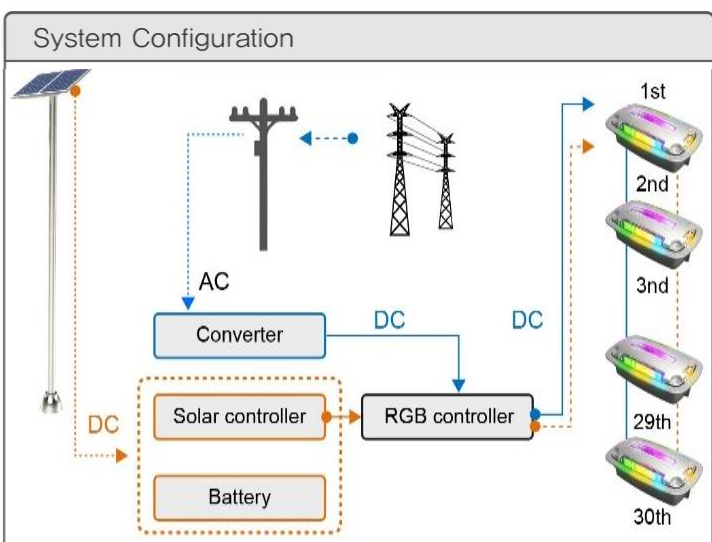 System Configuration
1st
2nd
3nd
AC
Converter
DC
DC
DC
Solar controller
RGB controller
29th
Battery
30th